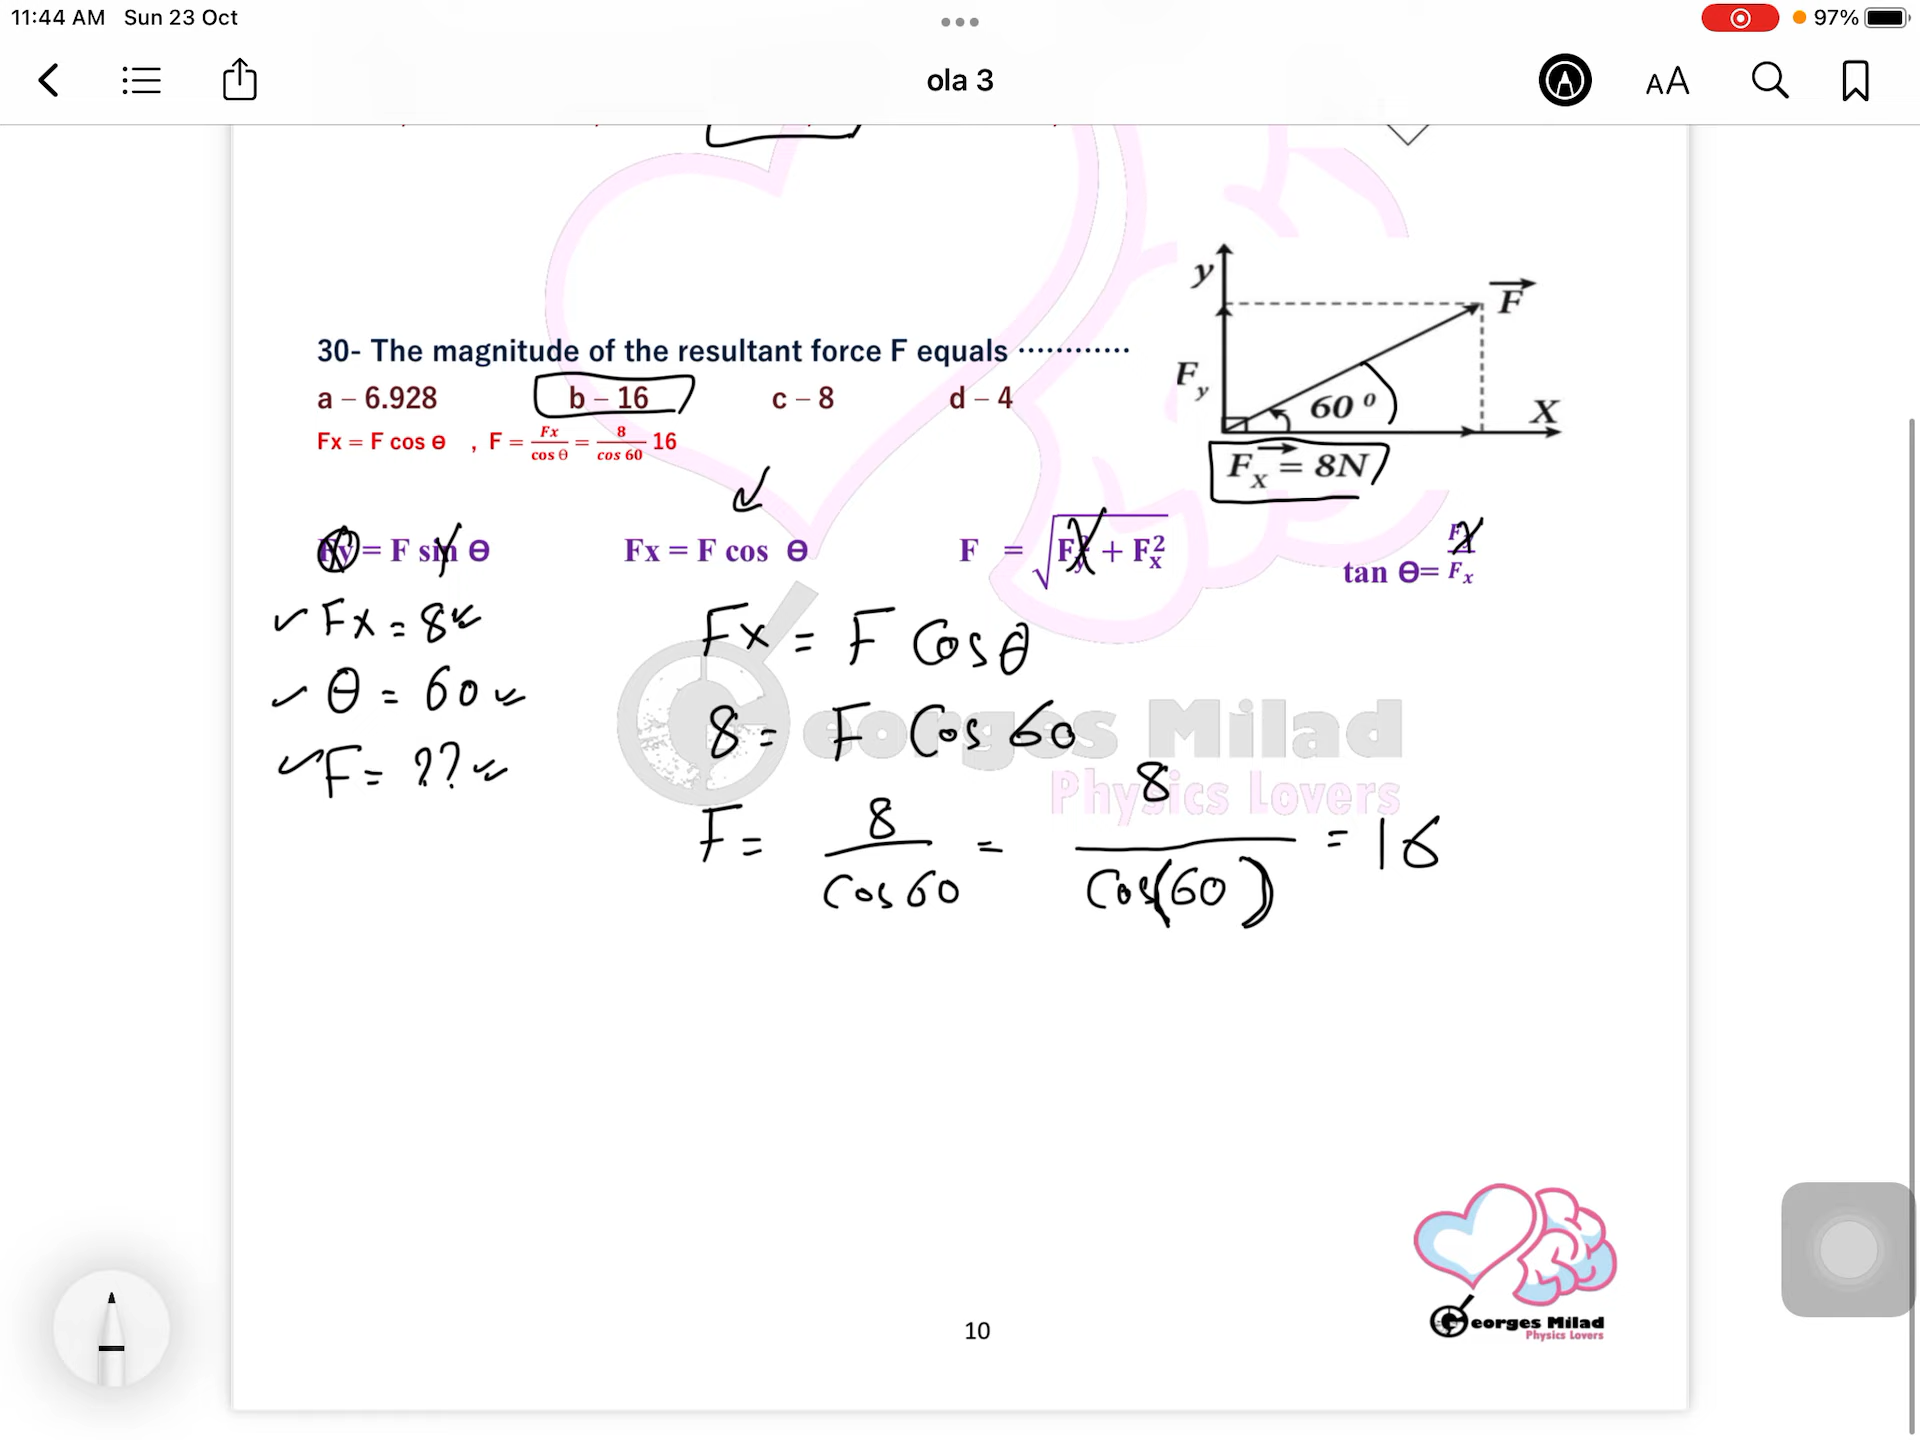 11:44 AM Sun 23 Oct
97%
ola 3
AA
y
F
30- The magnitude of the resultant force F equals ............
Fy
60 º
X
a – 6.928 b – 16 c – 8 d – 4
Fx = F cos ө , F = Fx / cos ө = 8 / cos 60 16
Fx = 8N
Fy = F sin ө Fx = F cos ө F = √Fy² + Fx² tan ө= Fy / Fx
Fx = 8
θ = 60
F = ??
Fx = F Cos θ
8 = F Cos 60
F = 8 / Cos 60 = 8 / Cos(60) = 16
Georges Milad
Physics Lovers
10
Georges Milad
Physics Lovers